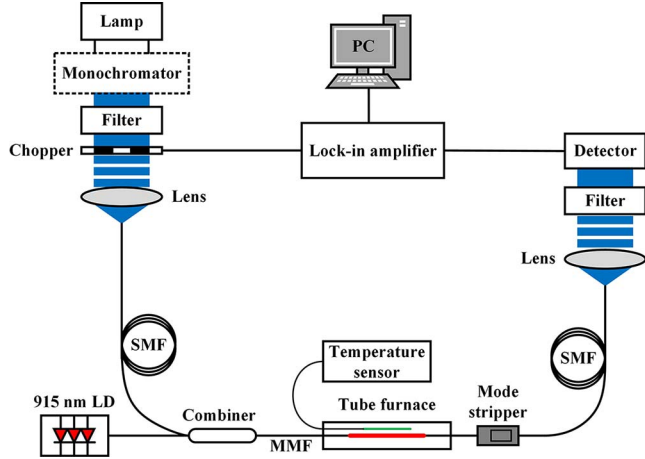 Lamp
PC
Monochromator
Filter
Chopper
Lock-in amplifier
Detector
Lens
Filter
Lens
SMF
Temperature
sensor
SMF
915 nm LD
Combiner
Tube furnace
Mode
stripper
MMF